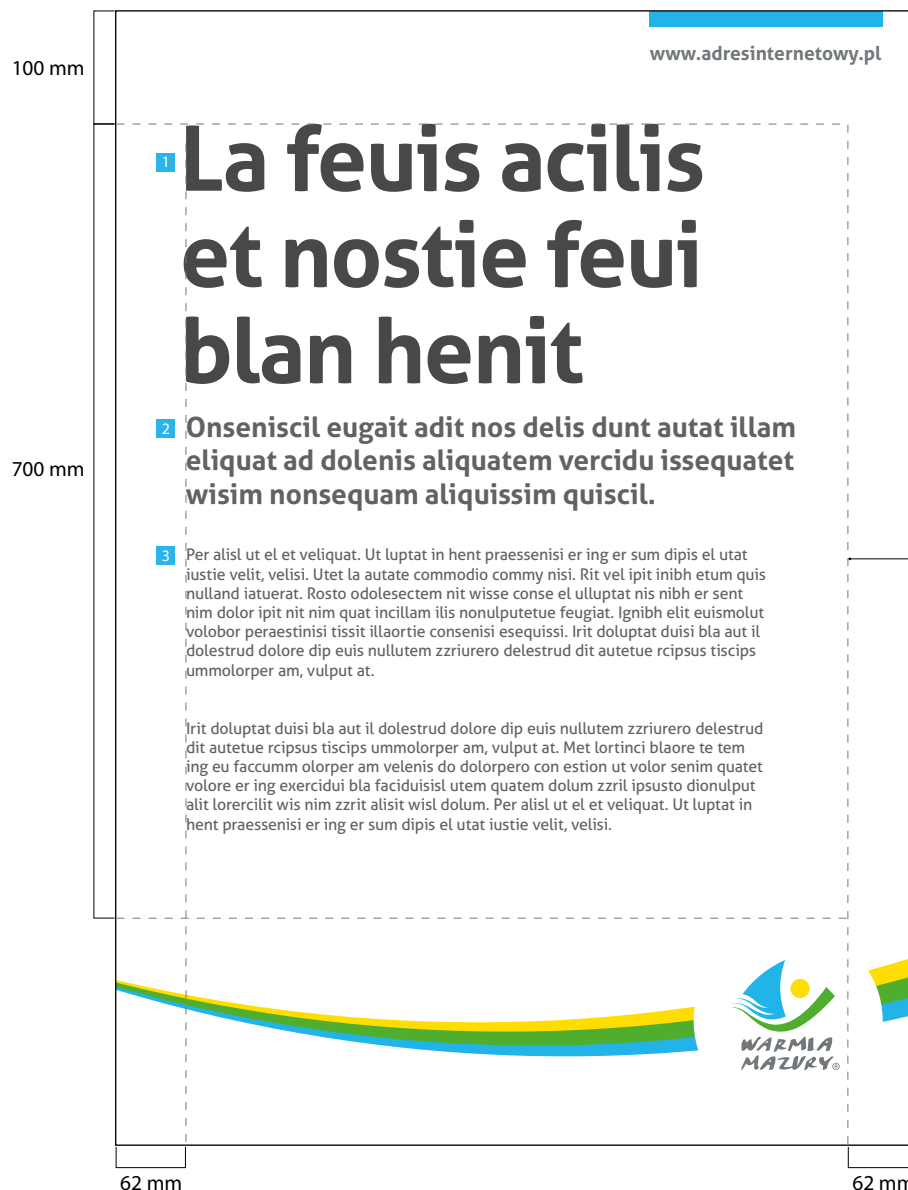 www.adresinternetowy.pl
100 mm
1
La feuis acilis
et nostie feui
blan henit
2
Onseniscil eugait adit nos delis dunt autat illam
eliquat ad dolenis aliquatem vercidu issequatet
wisim nonsequam aliquissim quiscil.
700 mm
3
Per alisl ut el et veliquat. Ut luptat in hent praessenisi er ing er sum dipis el utat
iustie velit, velisi. Utet la autate commodio commy nisi. Rit vel ipit inibh etum quis
nulland iatuerat. Rosto odolesectem nit wisse conse el ulluptat nis nibh er sent
nim dolor ipit nit nim quat incillam ilis nonulputetue feugiat. Ignibh elit euismolut
volobor peraestinisi tissit illaortie consenisi esequissi. Irit doluptat duisi bla aut il
dolestrud dolore dip euis nullutem zzriurero delestrud dit autetue rcipsus tiscips
ummolorper am, vulput at.
Irit doluptat duisi bla aut il dolestrud dolore dip euis nullutem zzriurero delestrud
dit autetue rcipsus tiscips ummolorper am, vulput at. Met lortinci blaore te tem
ing eu faccumm olorper am velenis do dolorpero con estion ut volor senim quatet
volore er ing exercidui bla faciduisisl utem quatem dolum zzril ipsusto dionulput
alit lorercilit wis nim zzrit alisit wisl dolum. Per alisl ut el et veliquat. Ut luptat in
hent praessenisi er ing er sum dipis el utat iustie velit, velisi.
WARMIA
MAZURY®
62 mm
62 mm